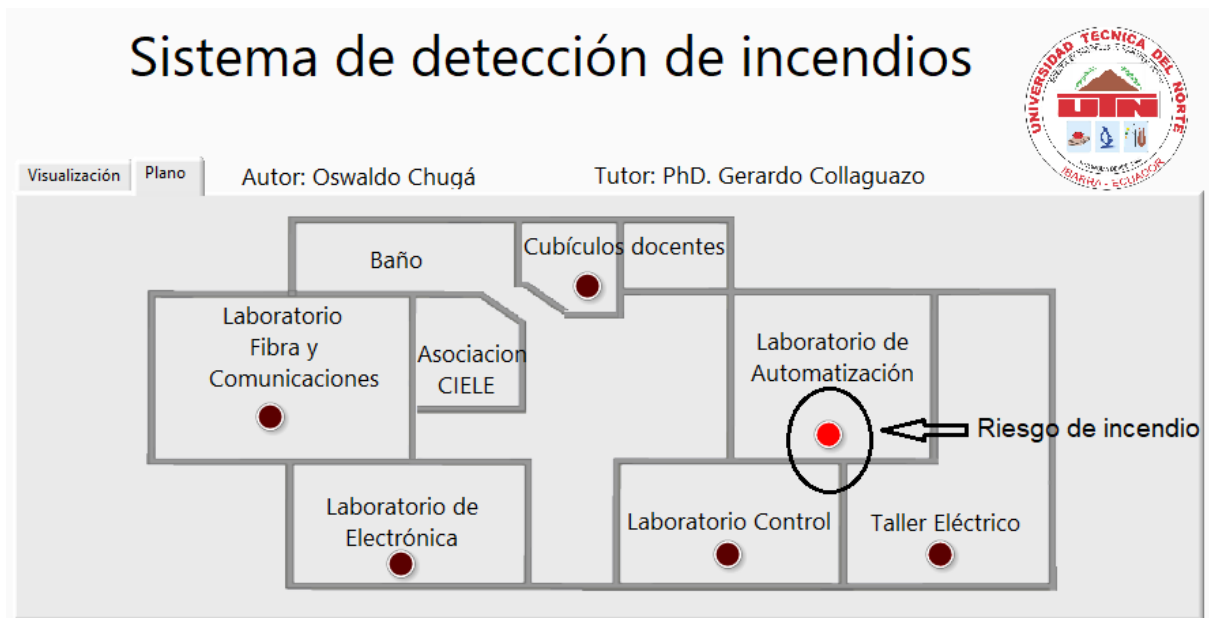 Sistema de detección de incendios
UNIVERSIDAD TECNICA DEL NORTE
UTN
IBARRA - ECUADOR
Visualización
Plano
Autor: Oswaldo Chugá
Tutor: PhD. Gerardo Collaguazo
Baño
Cubículos docentes
Laboratorio
Fibra y
Comunicaciones
Asociacion
CIELE
Laboratorio de
Automatización
Riesgo de incendio
Laboratorio de
Electrónica
Laboratorio Control
Taller Eléctrico